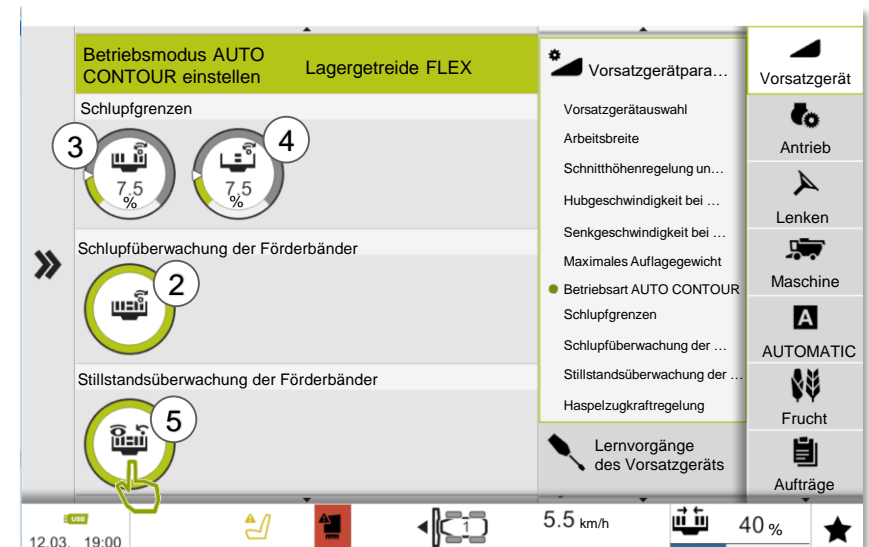 Betriebsmodus AUTO
CONTOUR einstellen
Lagergetreide FLEX
Schlupfgrenzen
3
7.5
%
4
7.5
%
Schlupfüberwachung der Förderbänder
2
Stillstandsüberwachung der Förderbänder
5
Vorsatzgerätpara…
Vorsatzgerätauswahl
Arbeitsbreite
Schnitthöhenregelung un…
Hubgeschwindigkeit bei …
Senkgeschwindigkeit bei …
Maximales Auflagegewicht
Betriebsart AUTO CONTOUR
Schlupfgrenzen
Schlupfüberwachung der …
Stillstandsüberwachung der …
Haspelzugkraftregelung
Lernvorgänge
des Vorsatzgeräts
Vorsatzgerät
Antrieb
Lenken
Maschine
A
AUTOMATIC
Frucht
Aufträge
USB
12.03. 19:00
1
5.5 km/h
40 %